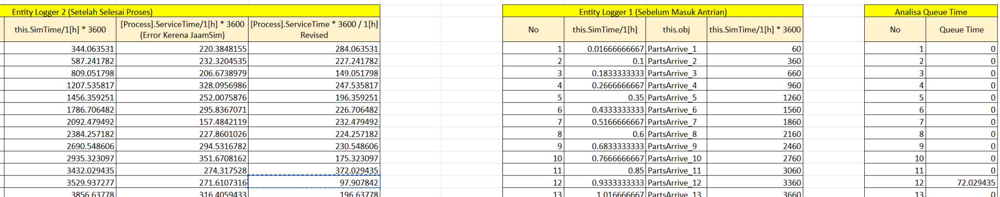 Entity Logger 2 (Setelah Selesai Proses) Entity Logger 1 (Sebelum Masuk Antrian) Analisa Queue Time
this.SimTime/1[h] * 3600 [Process].ServiceTime/1[h] * 3600 (Error Kerena JaamSim) [Process].ServiceTime * 3600 / 1[h] Revised No this.SimTime/1[h] this.obj this.SimTime/1[h] * 3600 No Queue Time
344.063531 220.3848155 284.063531 1 0.01666666667 PartsArrive_1 60 1 0
587.241782 232.3204535 227.241782 2 0.1 PartsArrive_2 360 2 0
809.051798 206.6738979 149.051798 3 0.1833333333 PartsArrive_3 660 3 0
1207.535817 328.0956986 247.535817 4 0.2666666667 PartsArrive_4 960 4 0
1456.359251 252.0075876 196.359251 5 0.35 PartsArrive_5 1260 5 0
1786.706482 295.8367071 226.706482 6 0.4333333333 PartsArrive_6 1560 6 0
2092.479492 157.4842119 232.479492 7 0.5166666667 PartsArrive_7 1860 7 0
2384.257182 227.8601026 224.257182 8 0.6 PartsArrive_8 2160 8 0
2690.548606 294.5316782 230.548606 9 0.6833333333 PartsArrive_9 2460 9 0
2935.323097 351.6708162 175.323097 10 0.7666666667 PartsArrive_10 2760 10 0
3432.029435 274.317528 372.029435 11 0.85 PartsArrive_11 3060 11 0
3529.937277 271.6107316 97.907842 12 0.9333333333 PartsArrive_12 3360 12 72.029435
3856.63778 316.4059433 196.63778 13 1.016666667 PartsArrive_13 3660 13 0